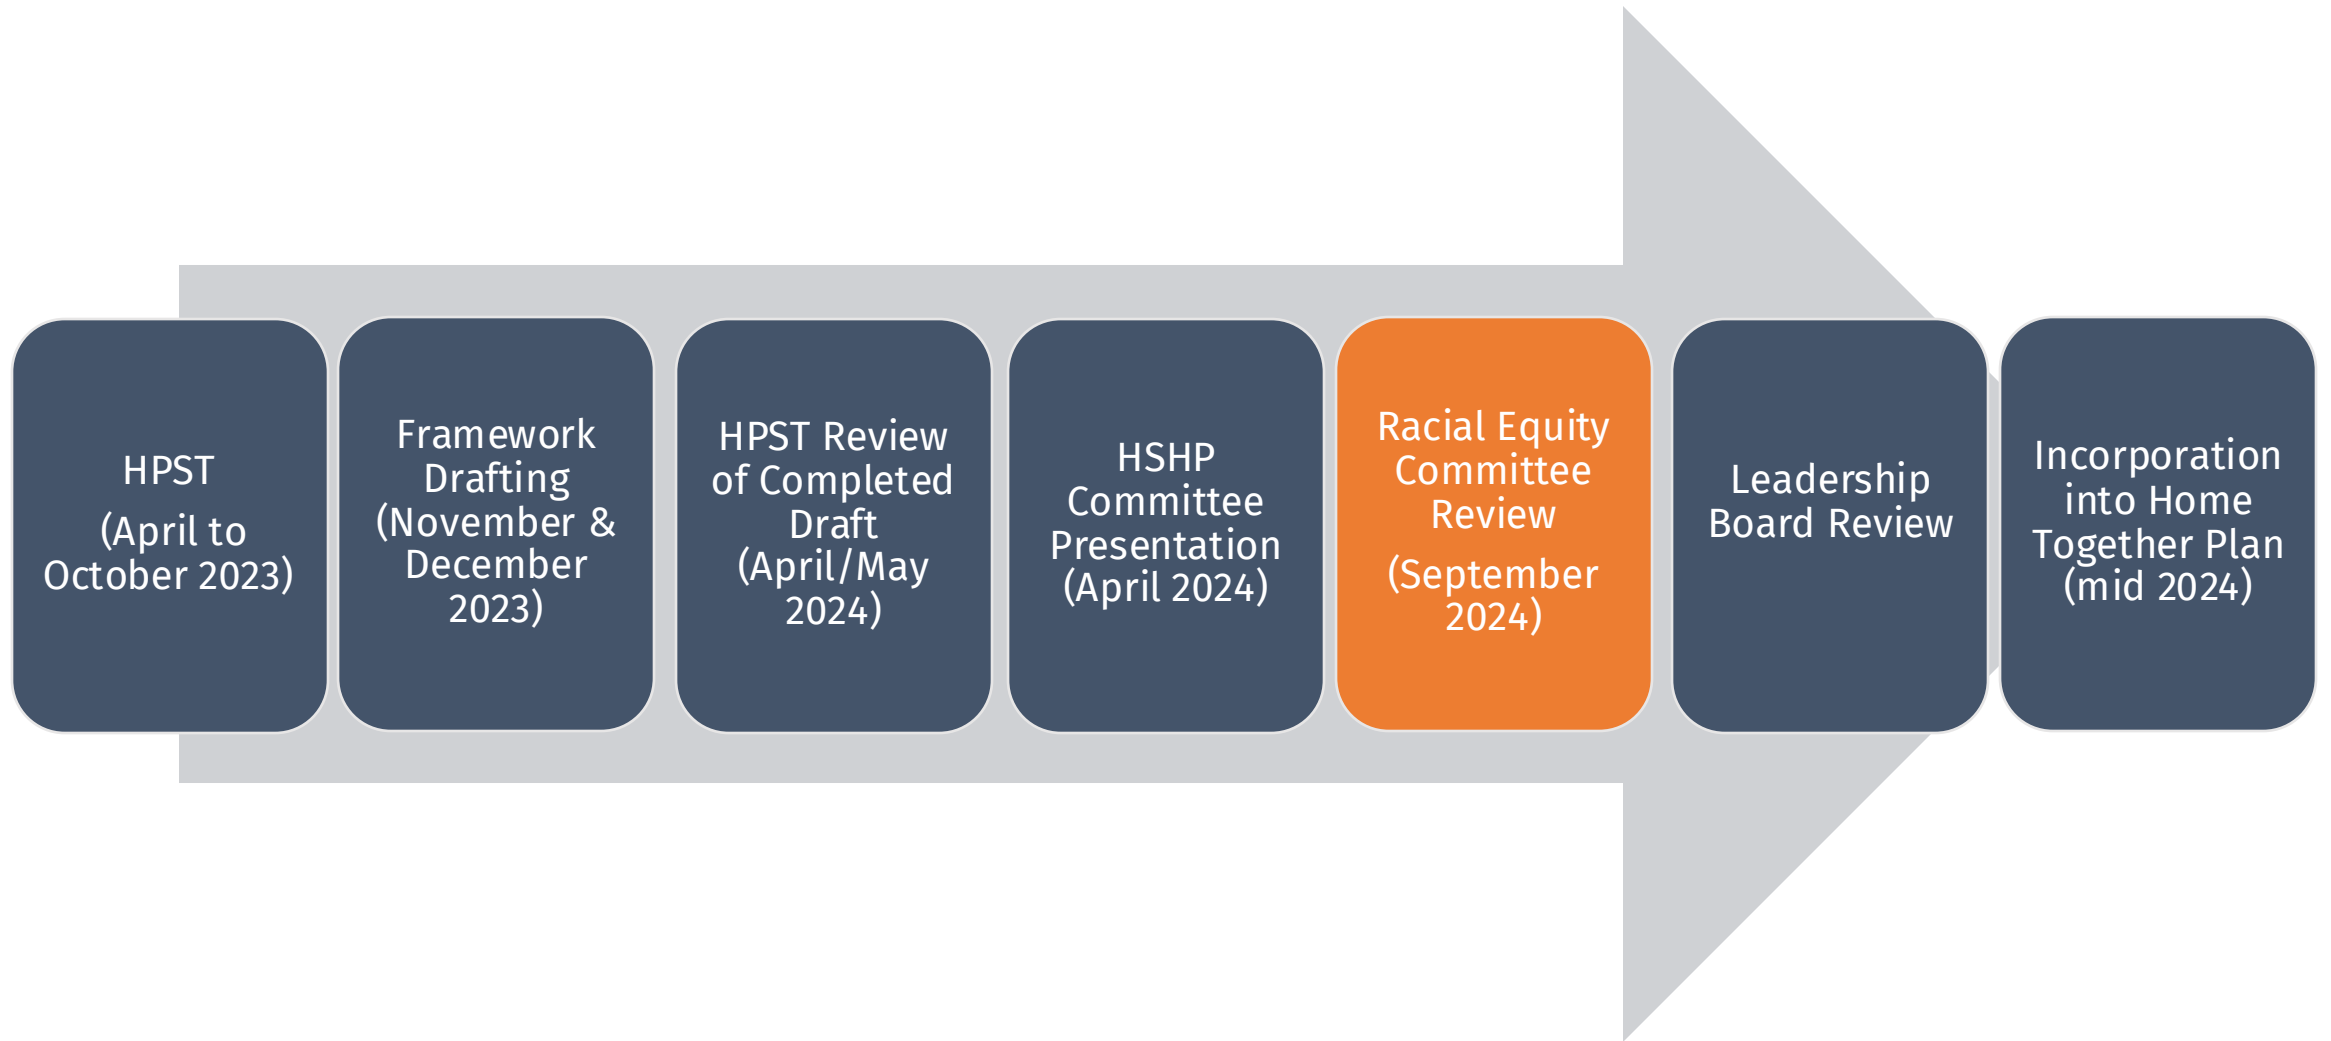 HPST
(April to
October 2023)
Framework
Drafting
(November &
December
2023)
HPST Review
of Completed
Draft
(April/May
2024)
HSHP
Committee
Presentation
(April 2024)
Racial Equity
Committee
Review
(September
2024)
Leadership
Board Review
Incorporation
into Home
Together Plan
(mid 2024)